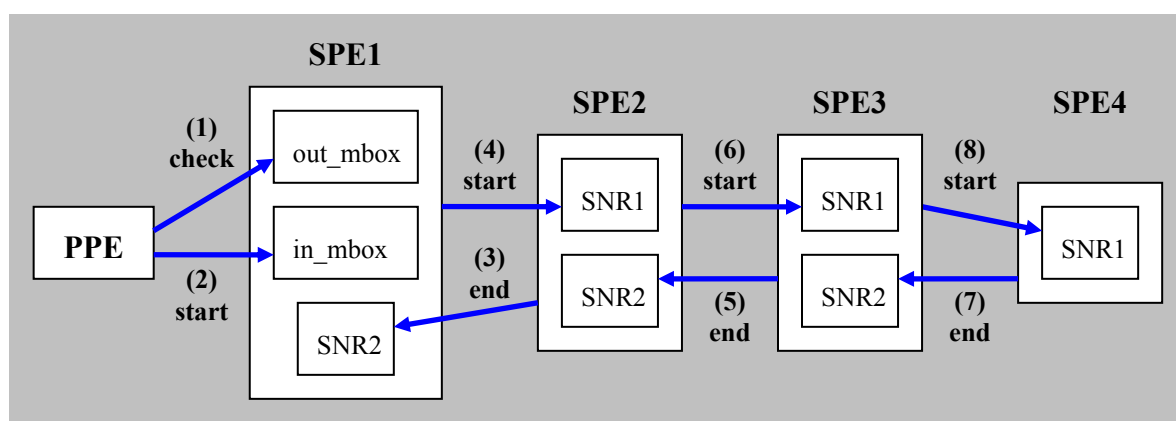 SPE1
SPE2
SPE3
SPE4
(1)
check
out_mbox
(4)
start
(6)
start
(8)
start
SNR1
SNR1
SNR1
PPE
in_mbox
(2)
start
(3)
end
SNR2
SNR2
SNR2
(5)
end
(7)
end